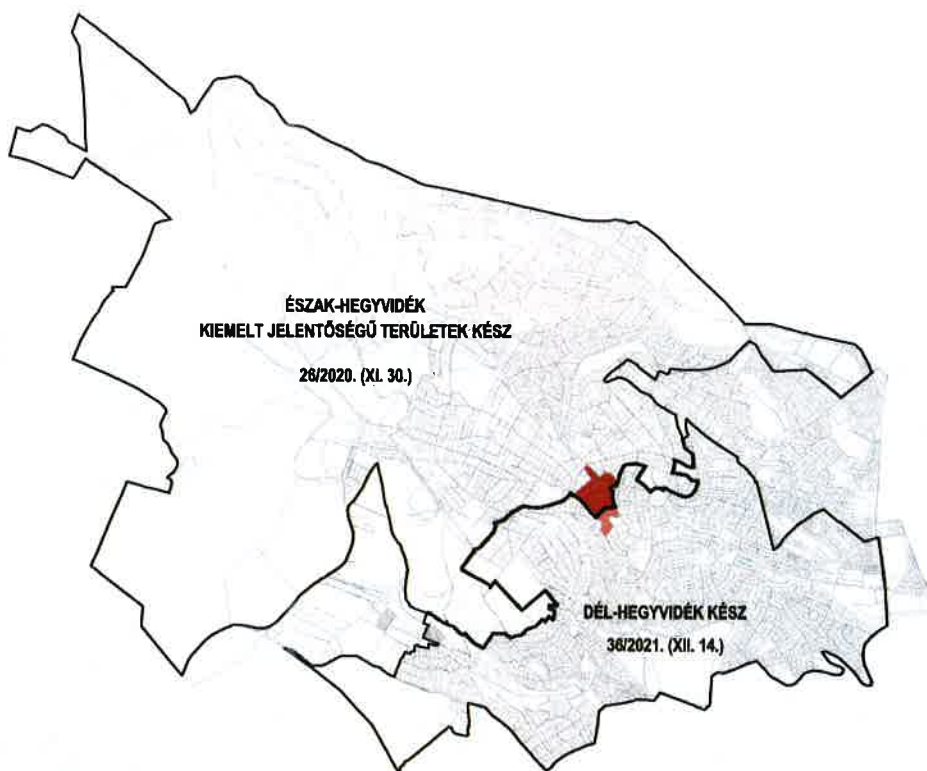 ÉSZAK-HEGYVIDÉK
KIEMELT JELENTŐSÉGŰ TERÜLETEK KÉSZ
26/2020. (XI. 30.)
DÉL-HEGYVIDÉK KÉSZ
36/2021. (XII. 14.)